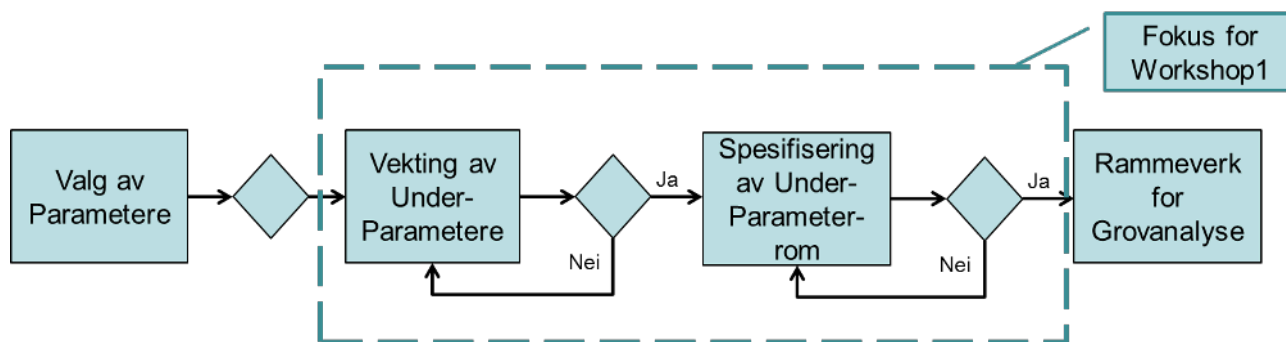 Fokus for
Workshop1
Valg av
Parametere
Vekting av
Under-
Parametere
Ja
Nei
Spesifisering
av Under-
Parameter-
rom
Ja
Nei
Rammeverk
for
Grovanalyse